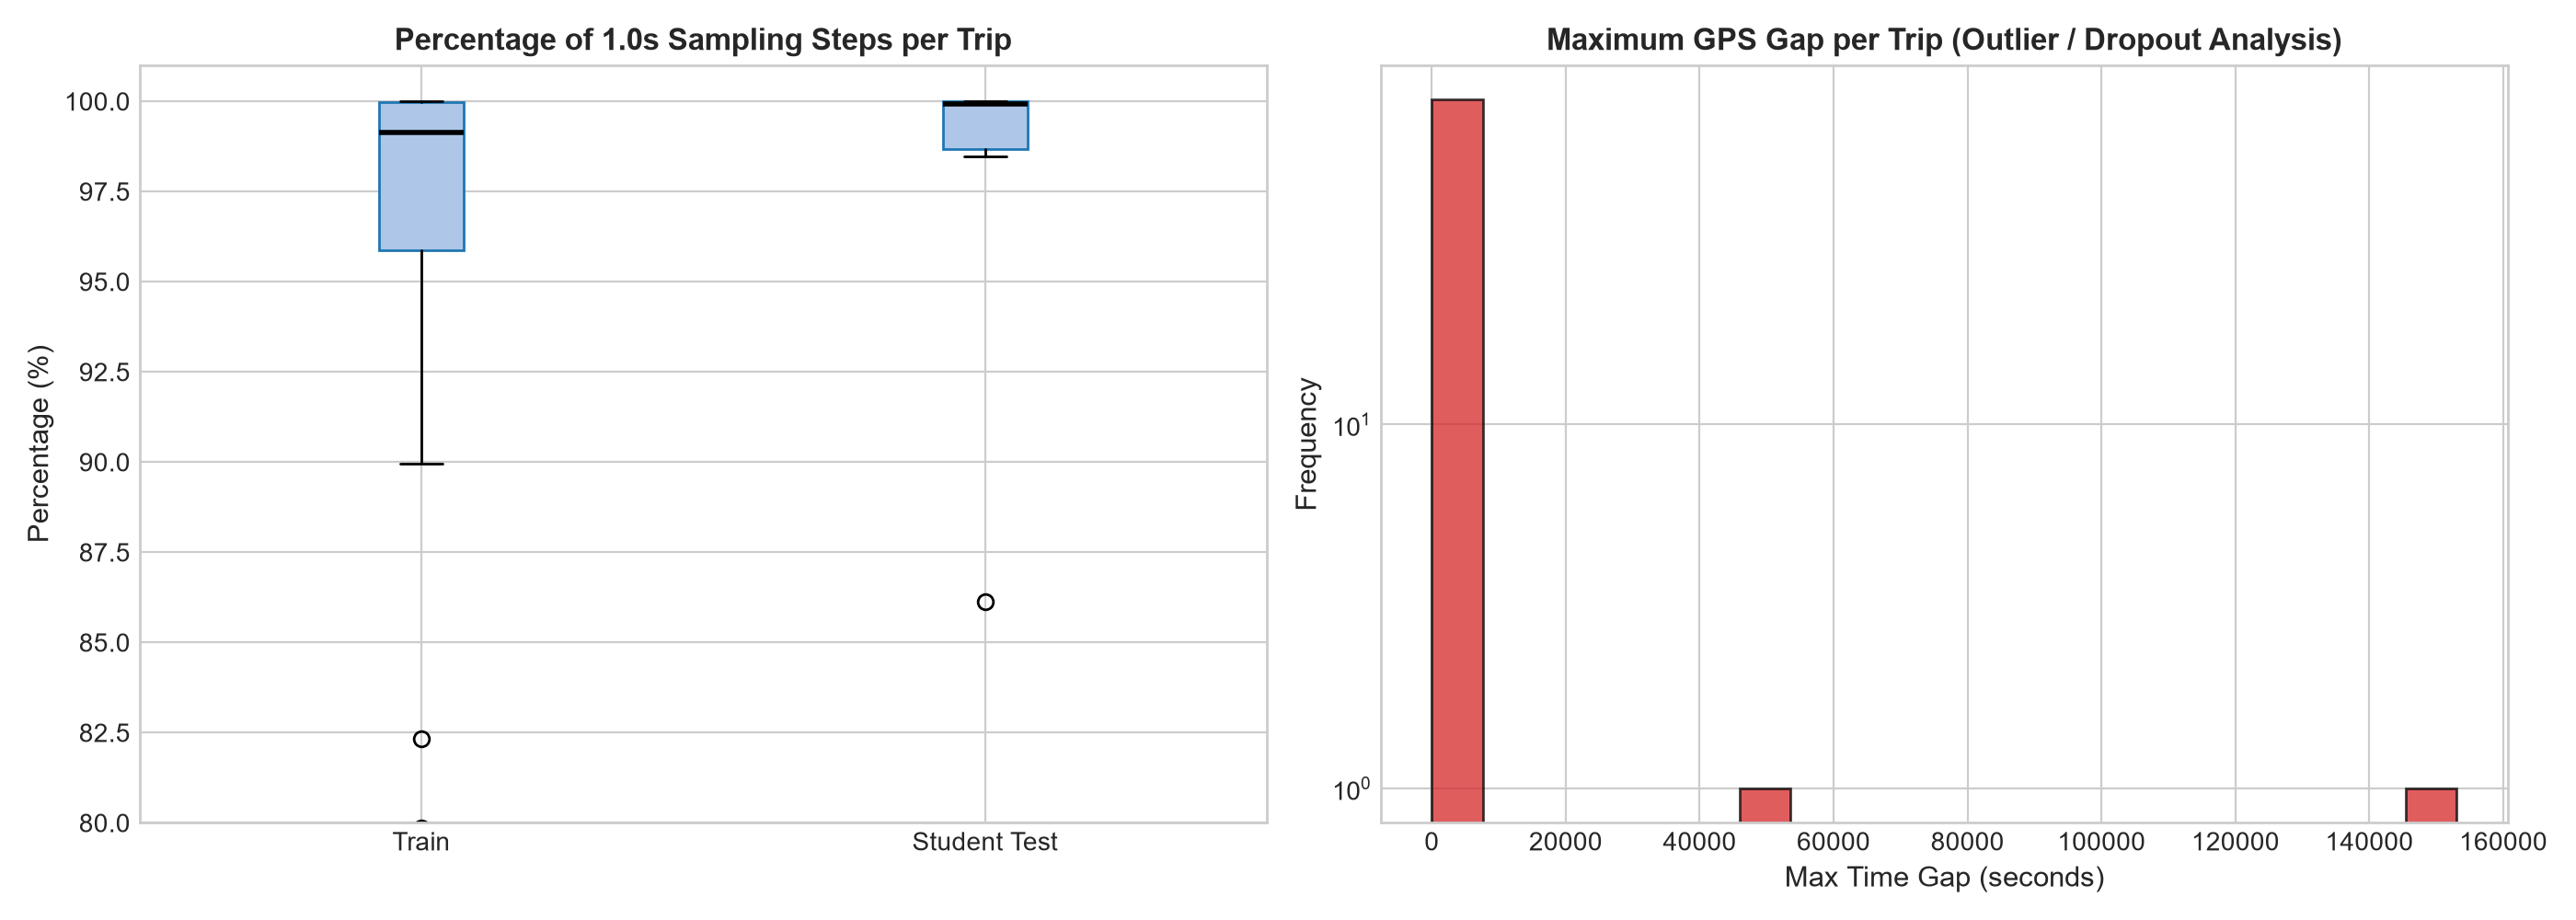 Percentage of 1.0s Sampling Steps per Trip
Percentage (%)
100.0
97.5
95.0
92.5
90.0
87.5
85.0
82.5
80.0
Train
Student Test
Maximum GPS Gap per Trip (Outlier / Dropout Analysis)
Frequency
10¹
10⁰
0
20000
40000
60000
80000
100000
120000
140000
160000
Max Time Gap (seconds)